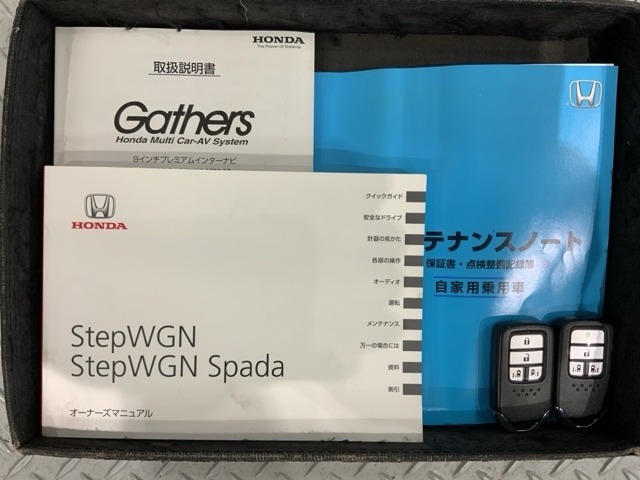 HONDA
The Power of Dreams
取扱説明書
Gathers
Honda Multi Car-AV System
9インチプレミアムインターナビ
HONDA
StepWGN
StepWGN Spada
オーナーズマニュアル
クイックガイド
安全なドライブ
計器の見かた
各部の操作
オーディオ
運転
メンテナンス
万一の場合には
資料
索引
テナンスノート
保証書・点検整備記録簿
自家用乗用車